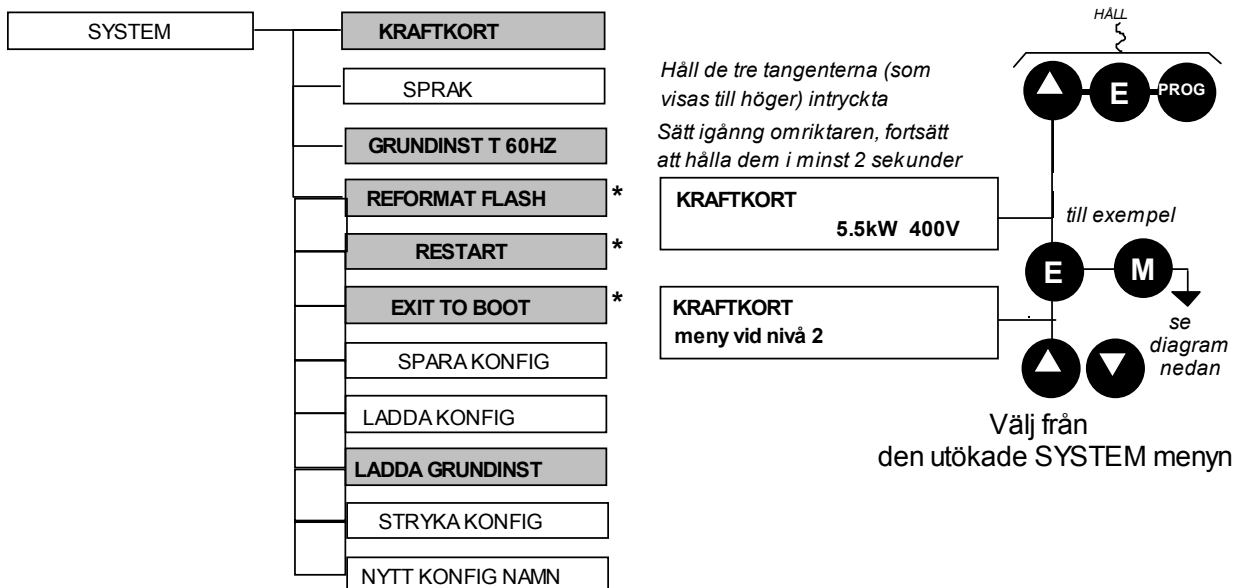 SYSTEM
KRAFTKORT
SPRAK
GRUNDINST T 60HZ
REFORMAT FLASH *
RESTART *
EXIT TO BOOT *
SPARA KONFIG
LADDA KONFIG
LADDA GRUNDINST
STRYKA KONFIG
NYTT KONFIG NAMN
Håll de tre tangenterna (som
visas till höger) intryckta
Sätt igånng omriktaren, fortsätt
att hålla dem i minst 2 sekunder
HÅLL
E PROG
KRAFTKORT
5.5kW 400V
till exempel
E M
KRAFTKORT
meny vid nivå 2
se
diagram
nedan
Välj från
den utökade SYSTEM menyn